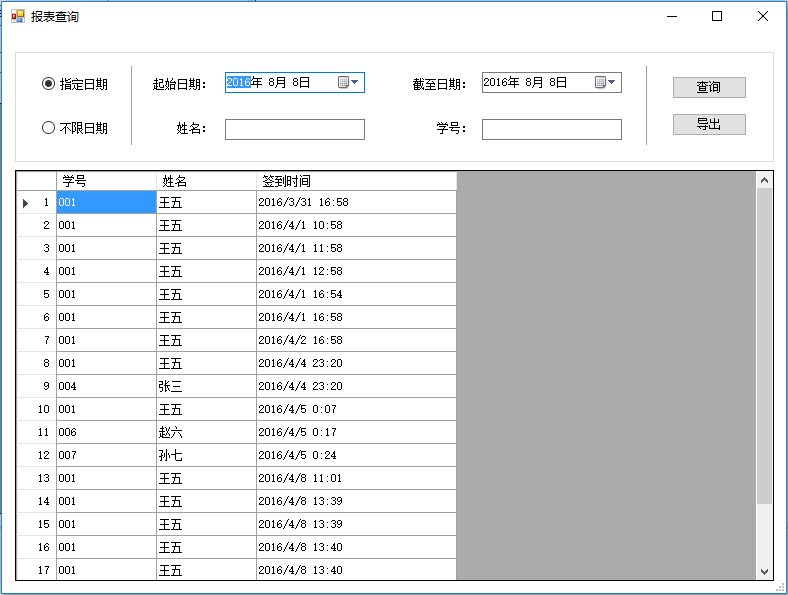 报表查询
指定日期 起始日期： 2016年 8月 8日 截至日期： 2016年 8月 8日 查询
不限日期 姓名： 学号： 导出
学号 姓名 签到时间
1 001 王五 2016/3/31 16:58
2 001 王五 2016/4/1 10:58
3 001 王五 2016/4/1 11:58
4 001 王五 2016/4/1 12:58
5 001 王五 2016/4/1 16:54
6 001 王五 2016/4/1 16:58
7 001 王五 2016/4/2 16:58
8 001 王五 2016/4/4 23:20
9 004 张三 2016/4/4 23:20
10 001 王五 2016/4/5 0:07
11 006 赵六 2016/4/5 0:17
12 007 孙七 2016/4/5 0:24
13 001 王五 2016/4/8 11:01
14 001 王五 2016/4/8 13:39
15 001 王五 2016/4/8 13:39
16 001 王五 2016/4/8 13:40
17 001 王五 2016/4/8 13:40